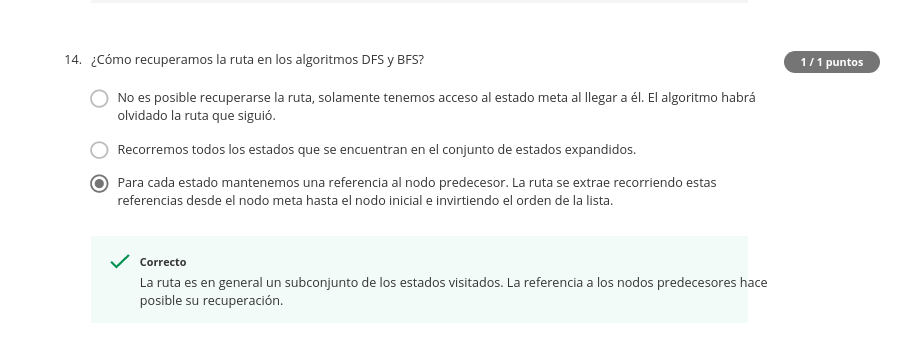 14. ¿Cómo recuperamos la ruta en los algoritmos DFS y BFS?
1 / 1 puntos
No es posible recuperarse la ruta, solamente tenemos acceso al estado meta al llegar a él. El algoritmo habrá
olvidado la ruta que siguió.
Recorremos todos los estados que se encuentran en el conjunto de estados expandidos.
Para cada estado mantenemos una referencia al nodo predecesor. La ruta se extrae recorriendo estas
referencias desde el nodo meta hasta el nodo inicial e invirtiendo el orden de la lista.
Correcto
La ruta es en general un subconjunto de los estados visitados. La referencia a los nodos predecesores hace
posible su recuperación.